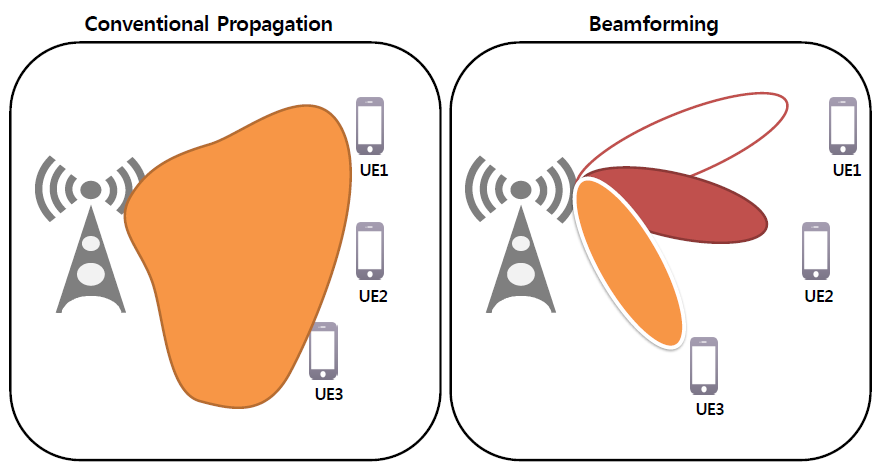 Conventional Propagation
UE1
UE2
UE3
Beamforming
UE1
UE2
UE3